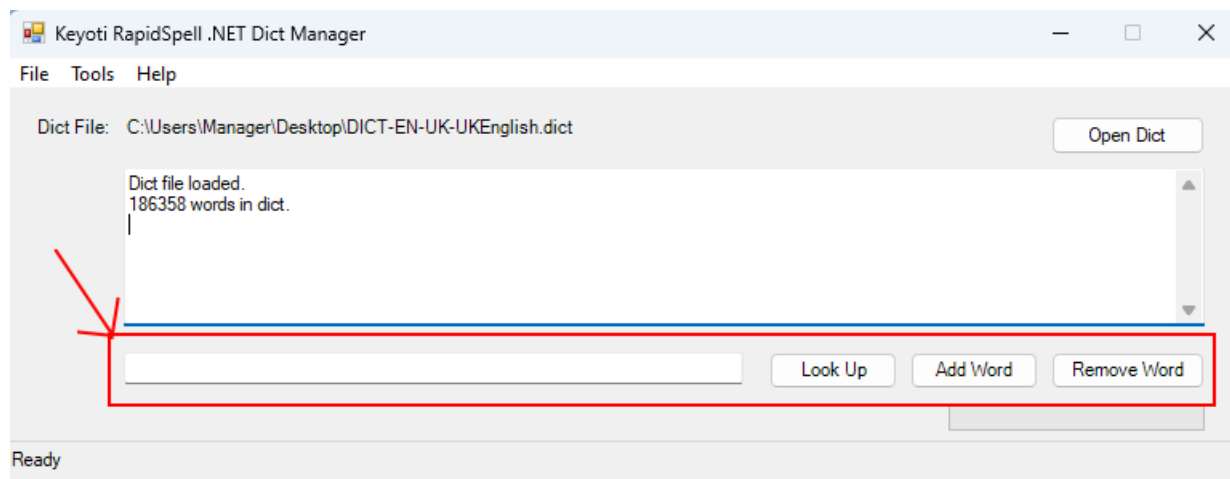 Keyoti RapidSpell .NET Dict Manager
File Tools Help
Dict File: C:\Users\Manager\Desktop\DICT-EN-UK-UKEnglish.dict
Open Dict
Dict file loaded.
186358 words in dict.
Look Up Add Word Remove Word
Ready